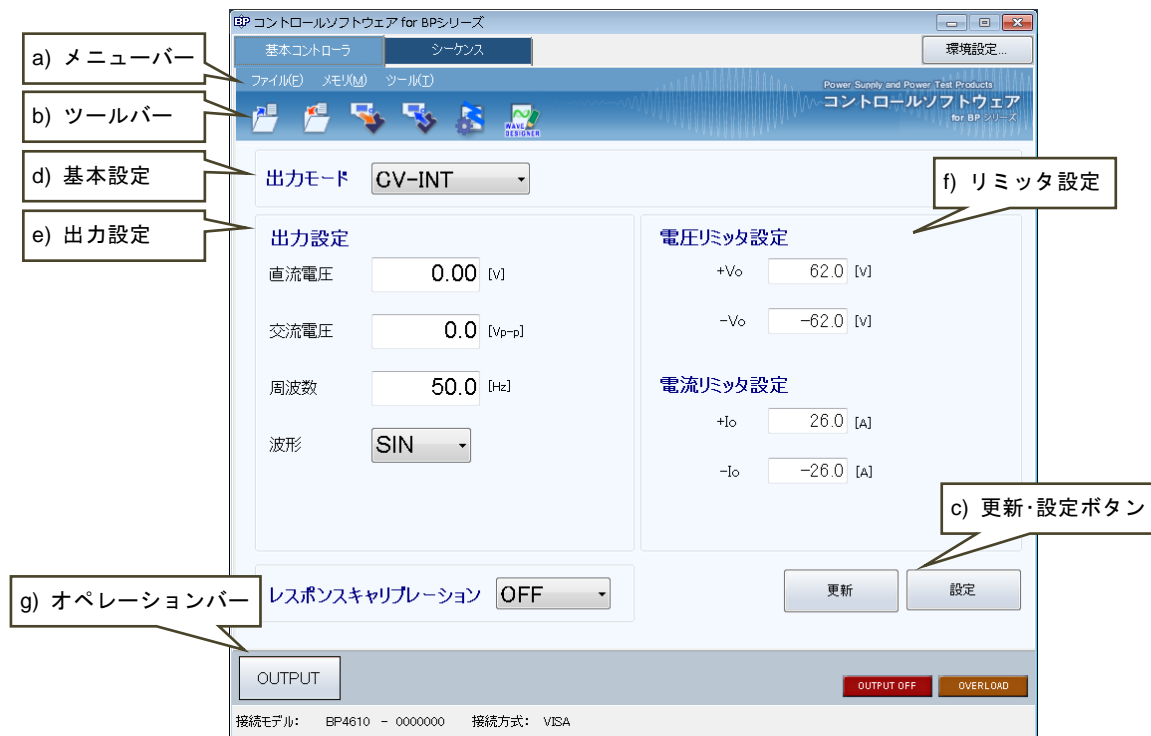 BP コントロールソフトウェア for BPシリーズ
基本コントローラ シーケンス 環境設定...
a) メニューバー
ファイル(F) メモリ(M) ツール(T)
Power Supply and Power Test Products
コントロールソフトウェア
for BP シリーズ
b) ツールバー
WAVE DESIGNER
d) 基本設定
出力モード CV-INT
f) リミッタ設定
e) 出力設定
出力設定
直流電圧 0.00 [V]
交流電圧 0.0 [Vp-p]
周波数 50.0 [Hz]
波形 SIN
電圧リミッタ設定
+Vo 62.0 [V]
-Vo -62.0 [V]
電流リミッタ設定
+Io 26.0 [A]
-Io -26.0 [A]
c) 更新・設定ボタン
レスポンスキャリブレーション OFF
更新 設定
g) オペレーションバー
OUTPUT
OUTPUT OFF OVERLOAD
接続モデル: BP4610 - 0000000 接続方式: VISA